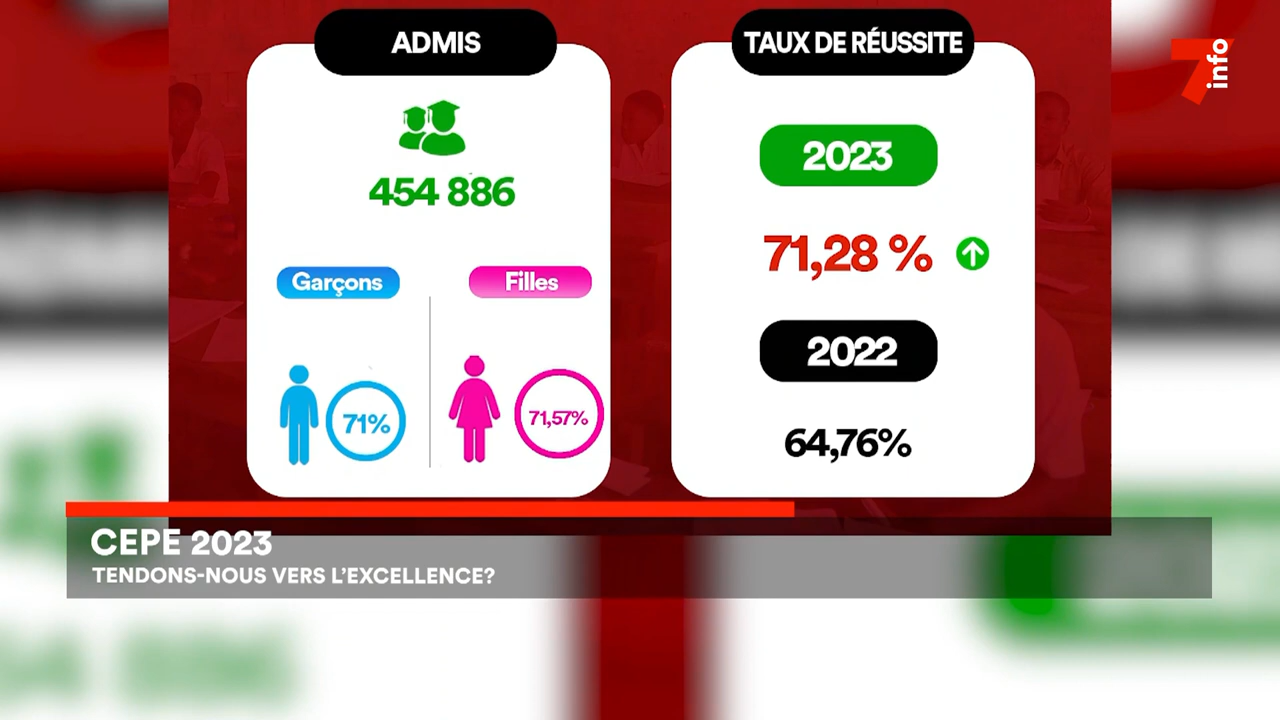 ADMIS
454 886
Garçons
Filles
71%
71,57%
TAUX DE RÉUSSITE
2023
71,28 %
2022
64,76%
7info
CEPE 2023
TENDONS-NOUS VERS L'EXCELLENCE?